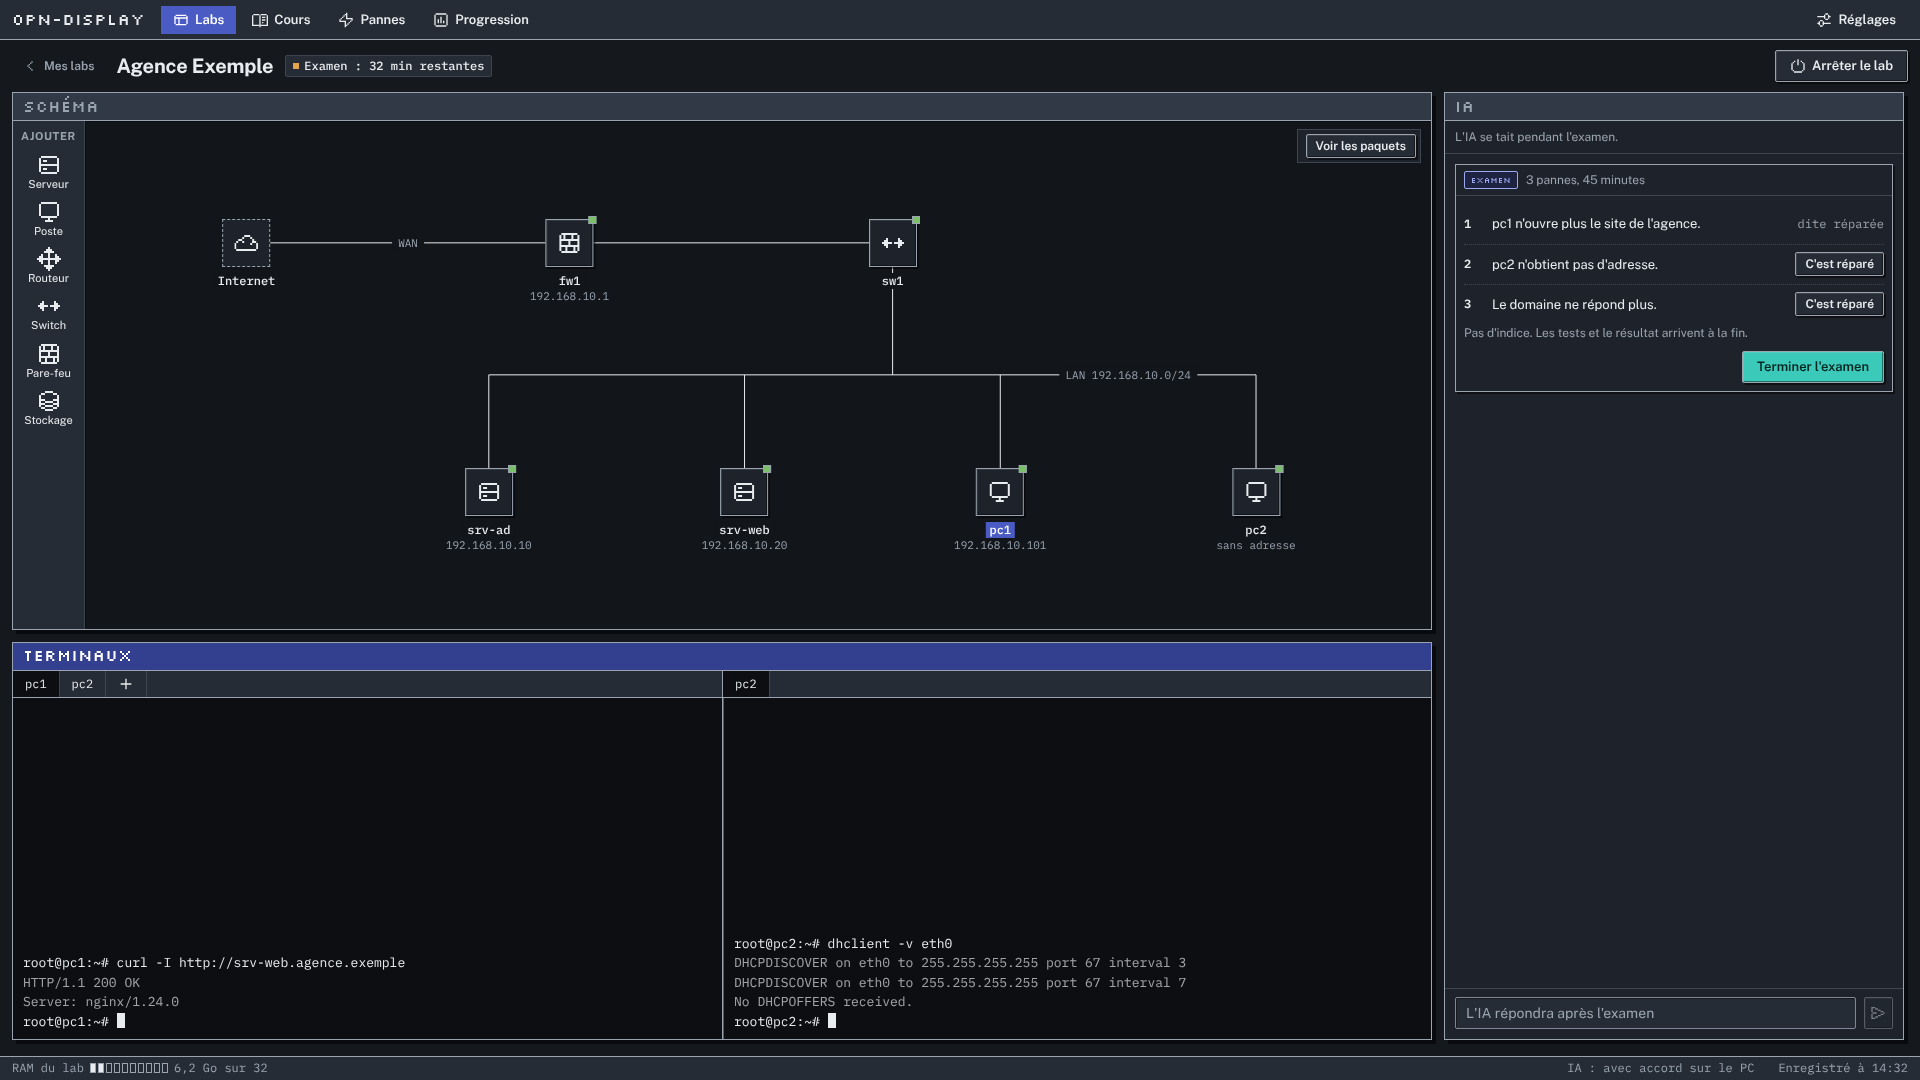 OPN-DISPLAY
Labs
Cours
Pannes
Progression
Réglages
Mes labs
Agence Exemple
Examen : 32 min restantes
Arrêter le lab
SCHÉMA
AJOUTER
Serveur
Poste
Routeur
Switch
Pare-feu
Stockage
Voir les paquets
WAN
Internet
fw1
192.168.10.1
sw1
LAN 192.168.10.0/24
srv-ad
192.168.10.10
srv-web
192.168.10.20
pc1
192.168.10.101
pc2
sans adresse
TERMINAUX
pc1
pc2
+
root@pc1:~# curl -I http://srv-web.agence.exemple
HTTP/1.1 200 OK
Server: nginx/1.24.0
root@pc1:~#
pc2
root@pc2:~# dhclient -v eth0
DHCPDISCOVER on eth0 to 255.255.255.255 port 67 interval 3
DHCPDISCOVER on eth0 to 255.255.255.255 port 67 interval 7
No DHCPOFFERS received.
root@pc2:~#
IA
L'IA se tait pendant l'examen.
EXAMEN
3 pannes, 45 minutes
1 pc1 n'ouvre plus le site de l'agence. dite réparée
2 pc2 n'obtient pas d'adresse. C'est réparé
3 Le domaine ne répond plus. C'est réparé
Pas d'indice. Les tests et le résultat arrivent à la fin.
Terminer l'examen
L'IA répondra après l'examen
RAM du lab 6,2 Go sur 32
IA : avec accord sur le PC
Enregistré à 14:32